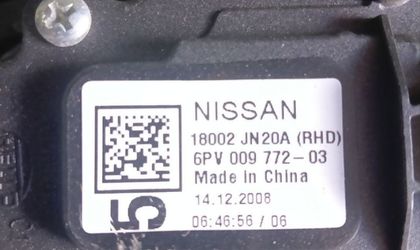 NISSAN
18002 JN20A (RHD)
6PV 009 772-03
Made in China
14.12.2008
06:46:56 / 06
5